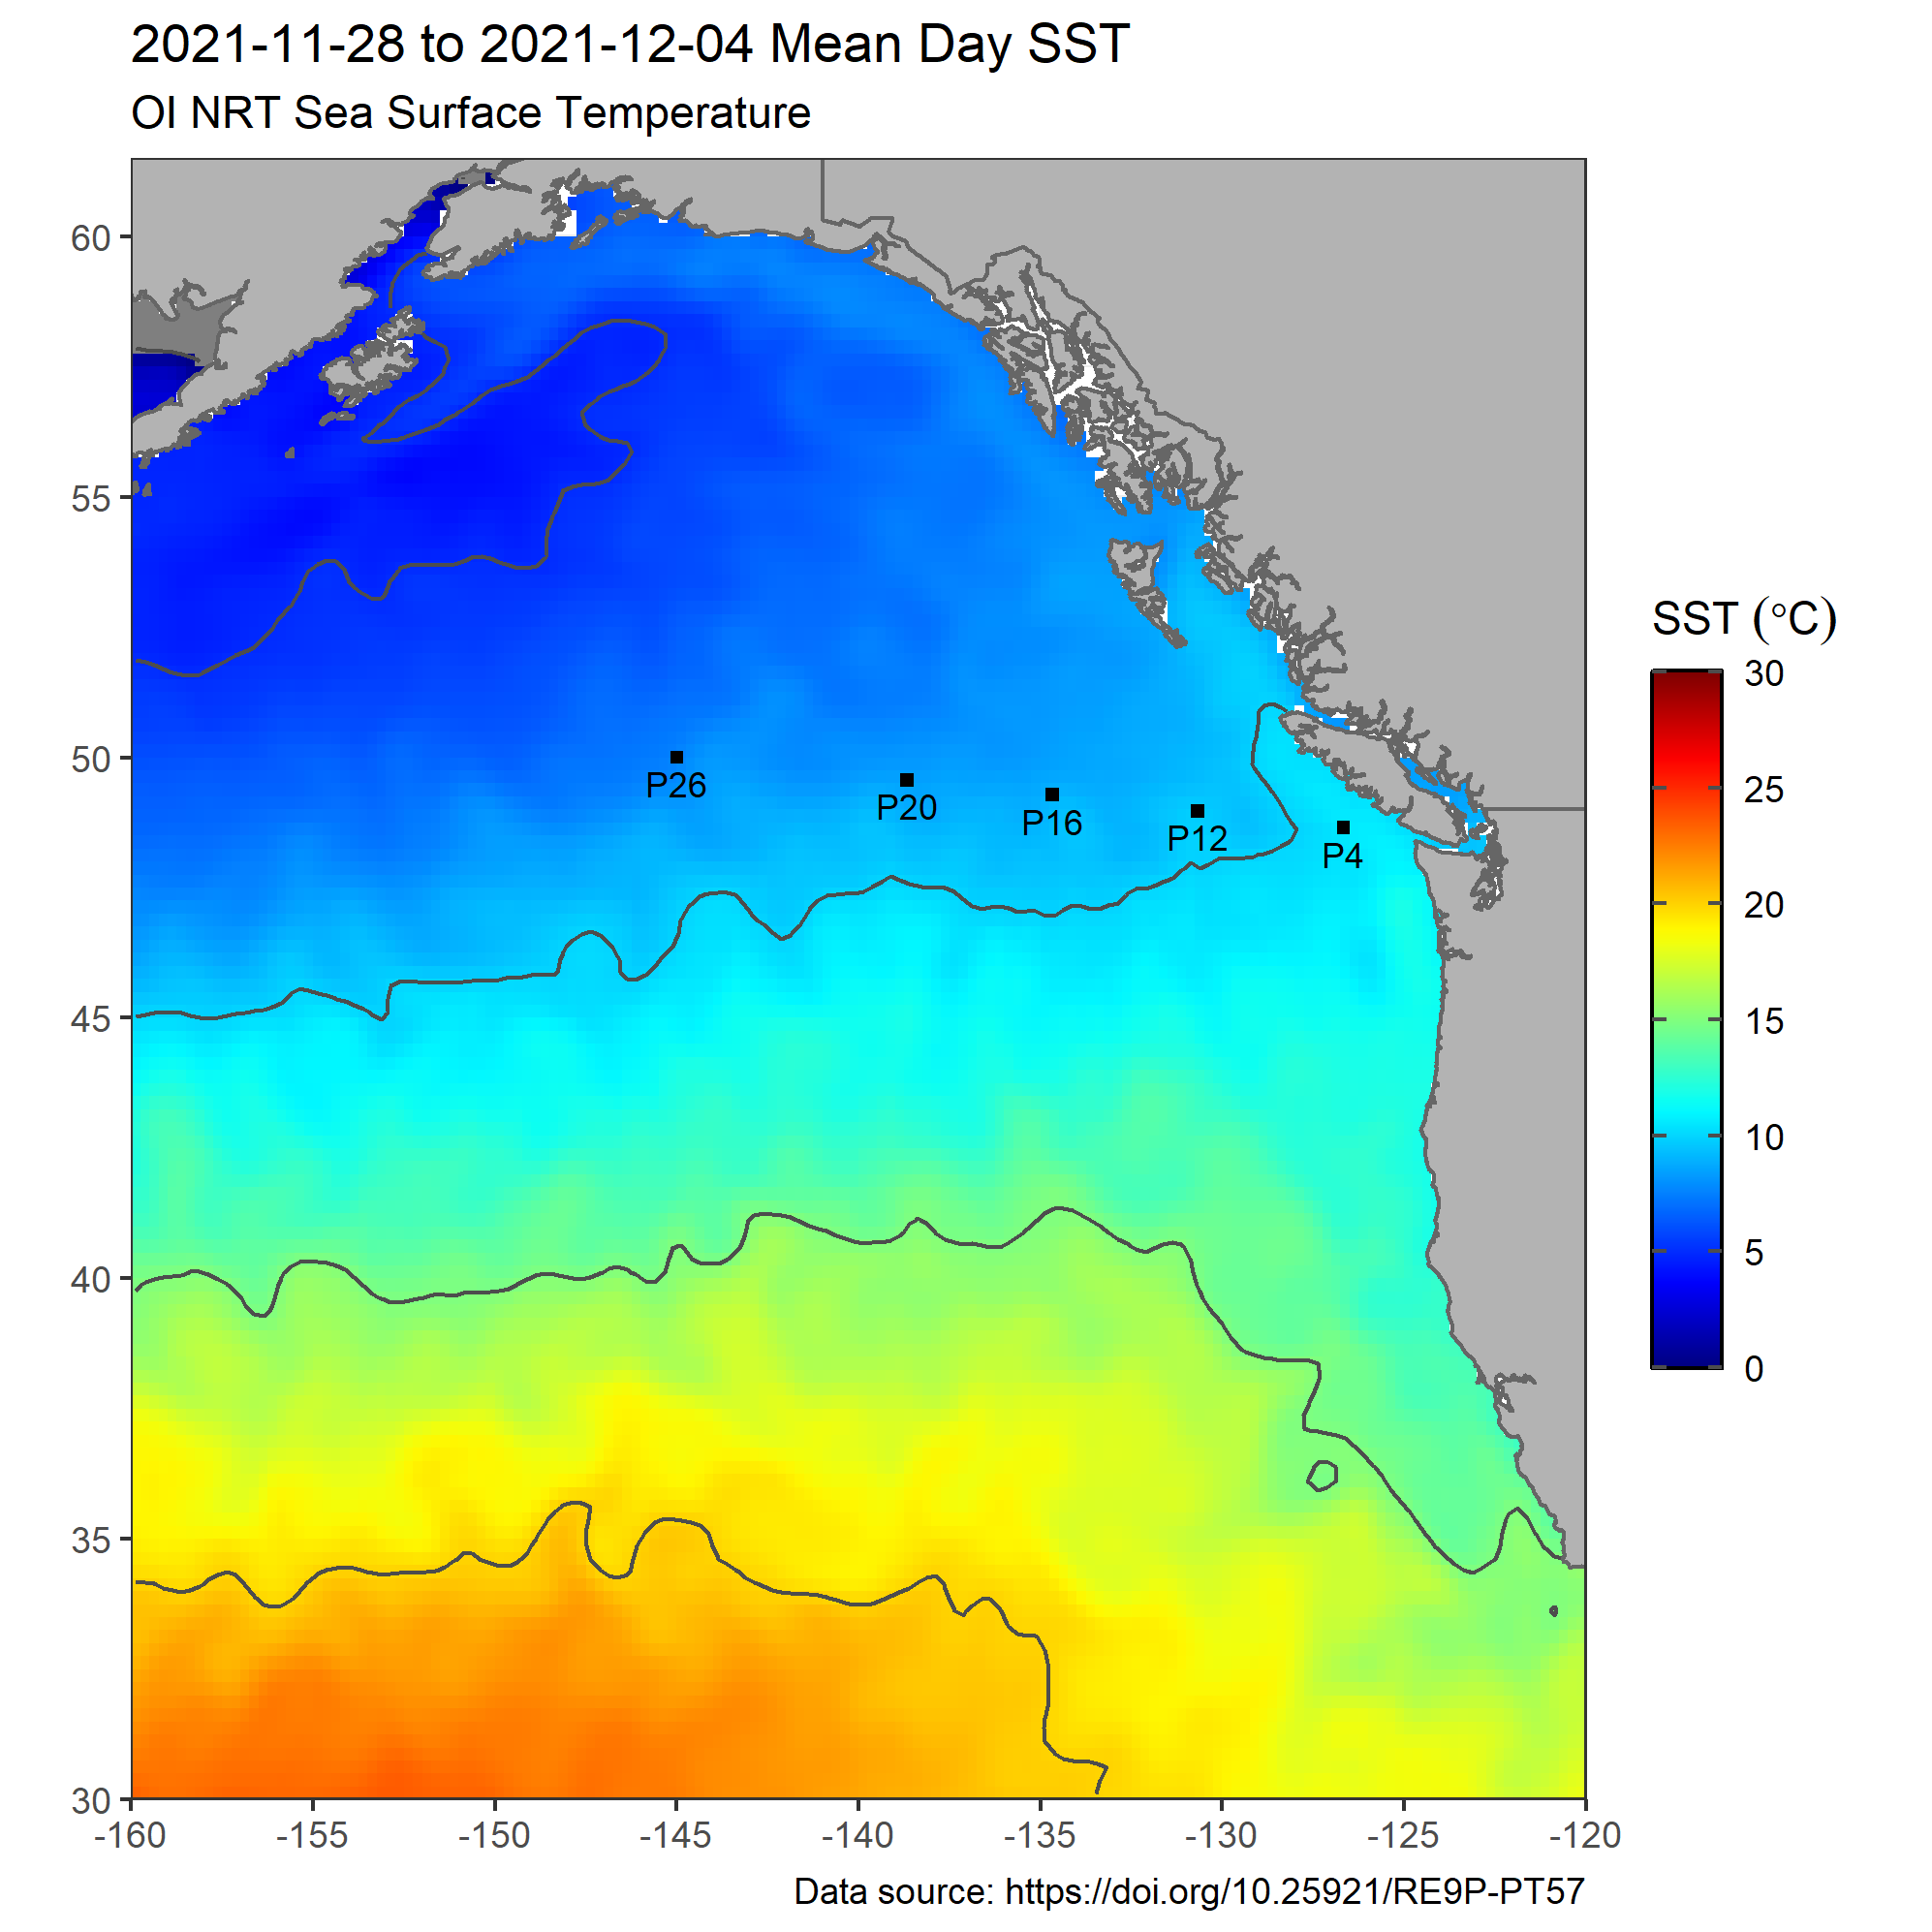 2021-11-28 to 2021-12-04 Mean Day SST
OI NRT Sea Surface Temperature
60
55
50
45
40
35
30
-160
-155
-150
-145
-140
-135
-130
-125
-120
P26
P20
P16
P12
P4
SST (°C)
30
25
20
15
10
5
0
Data source: https://doi.org/10.25921/RE9P-PT57